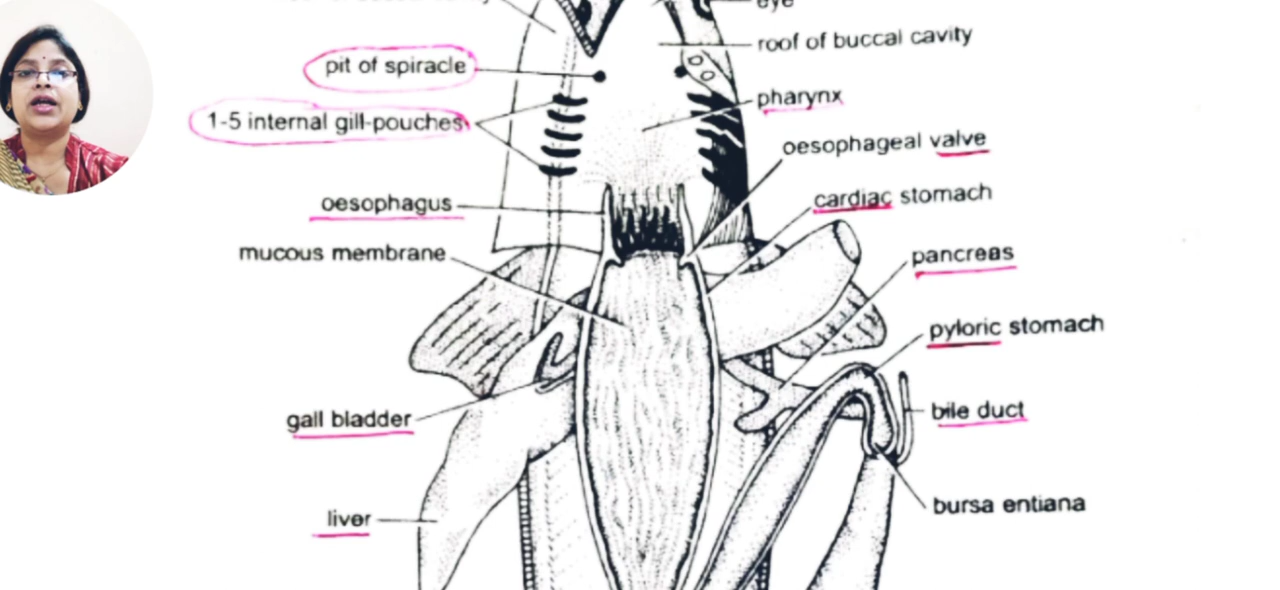 eye
roof of buccal cavity
pit of spiracle
pharynx
1-5 internal gill-pouches
oesophageal valve
cardiac stomach
oesophagus
mucous membrane
pancreas
pyloric stomach
gall bladder
bile duct
bursa entiana
liver